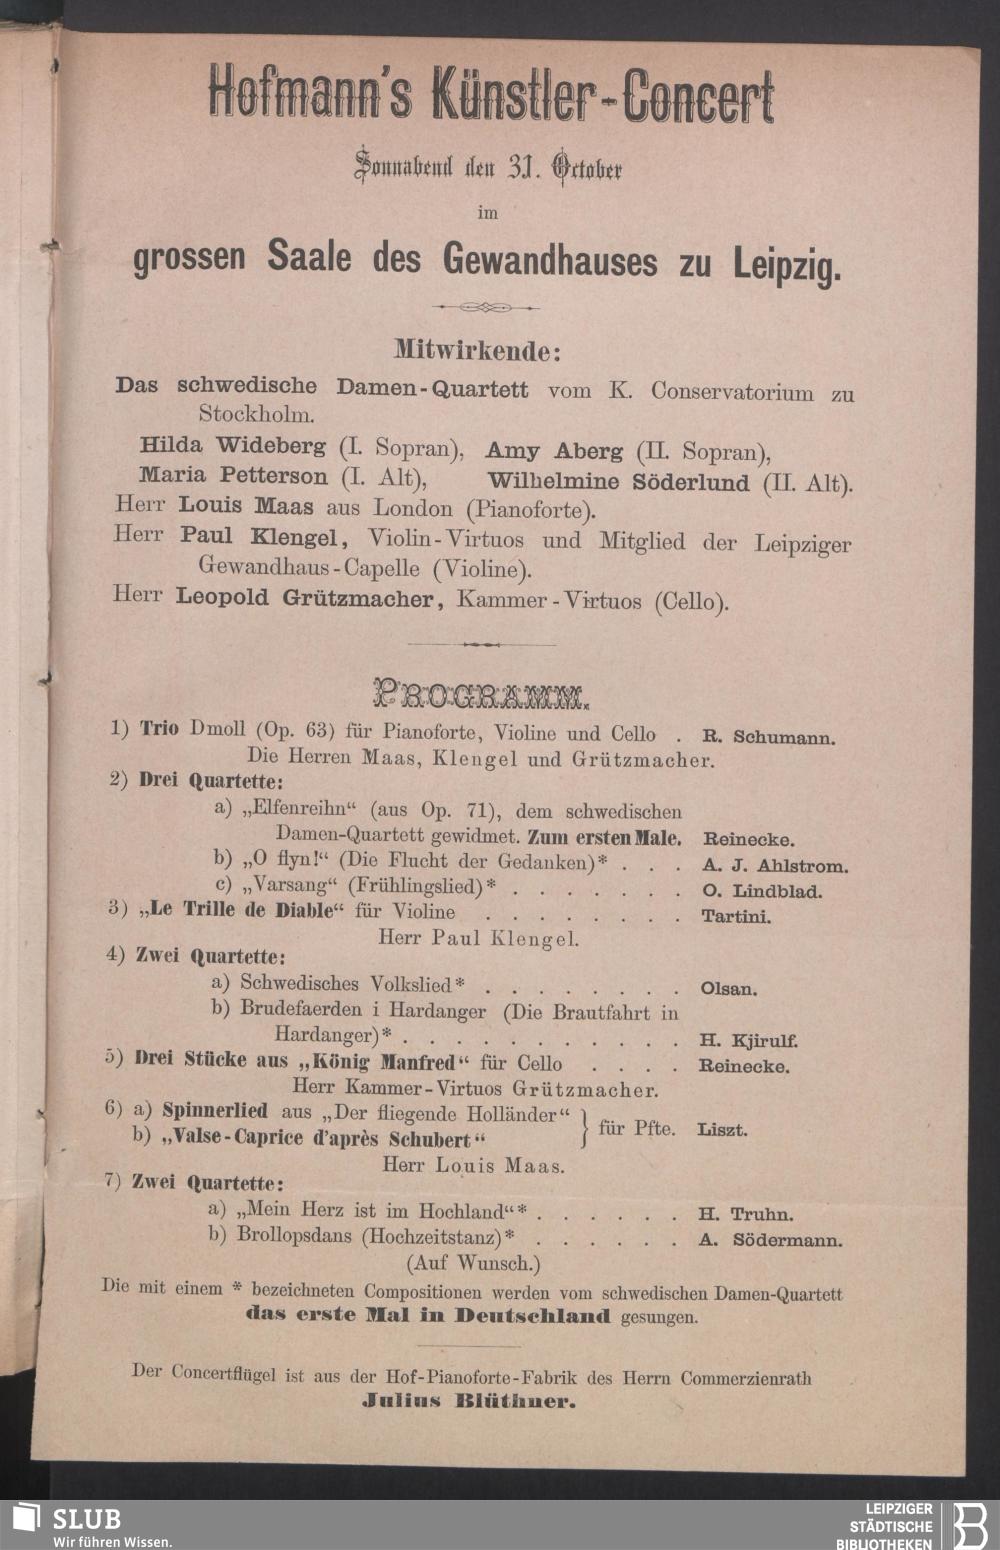 Hofmann's Künstler-Concert
Sonnabend den 31. October
im
grossen Saale des Gewandhauses zu Leipzig.
Mitwirkende:
Das schwedische Damen-Quartett vom K. Conservatorium zu
Stockholm.
Hilda Wideberg (I. Sopran), Amy Aberg (II. Sopran),
Maria Petterson (I. Alt), Wilhelmine Söderlund (II. Alt).
Herr Louis Maas aus London (Pianoforte).
Herr Paul Klengel, Violin-Virtuos und Mitglied der Leipziger
Gewandhaus-Capelle (Violine).
Herr Leopold Grützmacher, Kammer-Virtuos (Cello).
PROGRAMM.
1) Trio Dmoll (Op. 63) für Pianoforte, Violine und Cello . R. Schumann.
Die Herren Maas, Klengel und Grützmacher.
2) Drei Quartette:
a) „Elfenreihn“ (aus Op. 71), dem schwedischen
Damen-Quartett gewidmet. Zum ersten Male. Reinecke.
b) „O flyn!“ (Die Flucht der Gedanken)* . . . A. J. Ahlstrom.
c) „Varsang“ (Frühlingslied)* . . . . . . . O. Lindblad.
3) „Le Trille de Diable“ für Violine . . . . . . . . Tartini.
Herr Paul Klengel.
4) Zwei Quartette:
a) Schwedisches Volkslied* . . . . . . . . Olsan.
b) Brudefaerden i Hardanger (Die Brautfahrt in
Hardanger)* . . . . . . . . . . . H. Kjirulf.
5) Drei Stücke aus „König Manfred“ für Cello . . . . Reinecke.
Herr Kammer-Virtuos Grützmacher.
6) a) Spinnerlied aus „Der fliegende Holländer“
b) „Valse-Caprice d'après Schubert“ } für Pfte. Liszt.
Herr Louis Maas.
7) Zwei Quartette:
a) „Mein Herz ist im Hochland“* . . . . . . H. Truhn.
b) Brollopsdans (Hochzeitstanz)* . . . . . . A. Södermann.
(Auf Wunsch.)
Die mit einem * bezeichneten Compositionen werden vom schwedischen Damen-Quartett
das erste Mal in Deutschland gesungen.
Der Concertflügel ist aus der Hof-Pianoforte-Fabrik des Herrn Commerzienrath
Julius Blüthner.
SLUB
Wir führen Wissen.
LEIPZIGER
STÄDTISCHE
BIBLIOTHEKEN
B